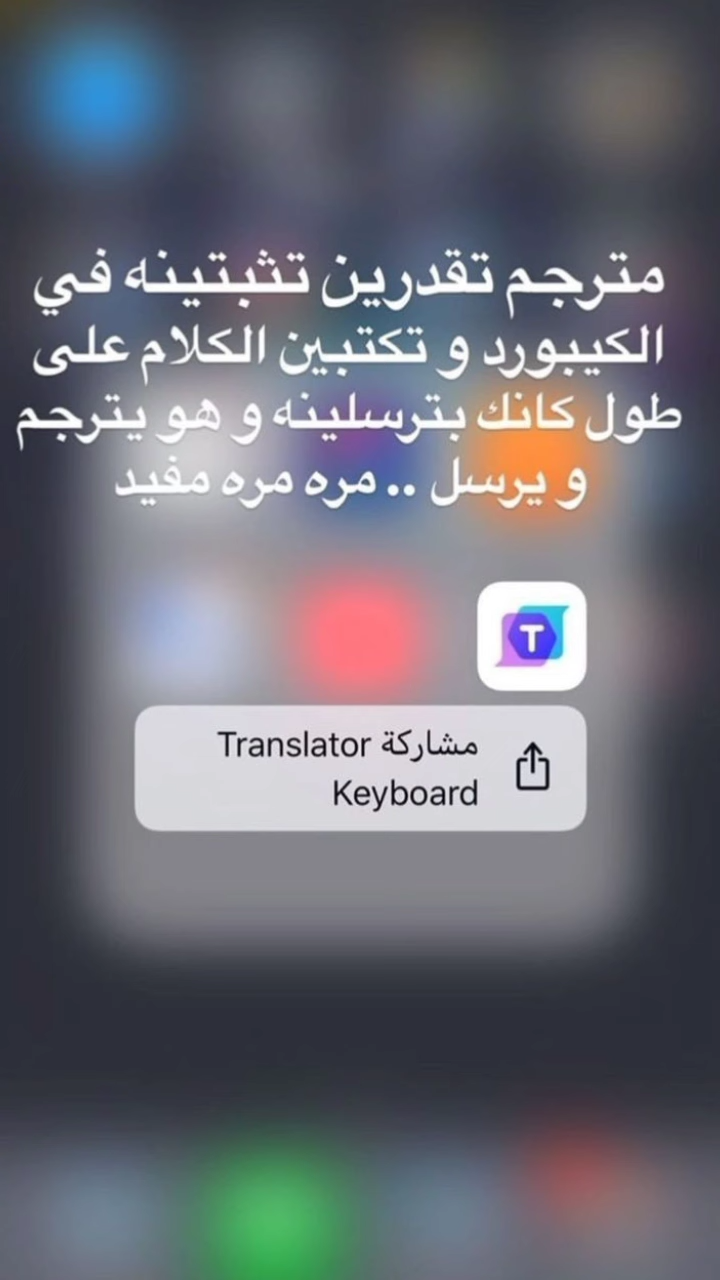 مترجم تقدرين تثبتينه في
الكيبورد و تكتبين الكلام على
طول كانك بترسلينه و هو يترجم
و يرسل .. مره مره مفيد
T
مشاركة Translator
Keyboard